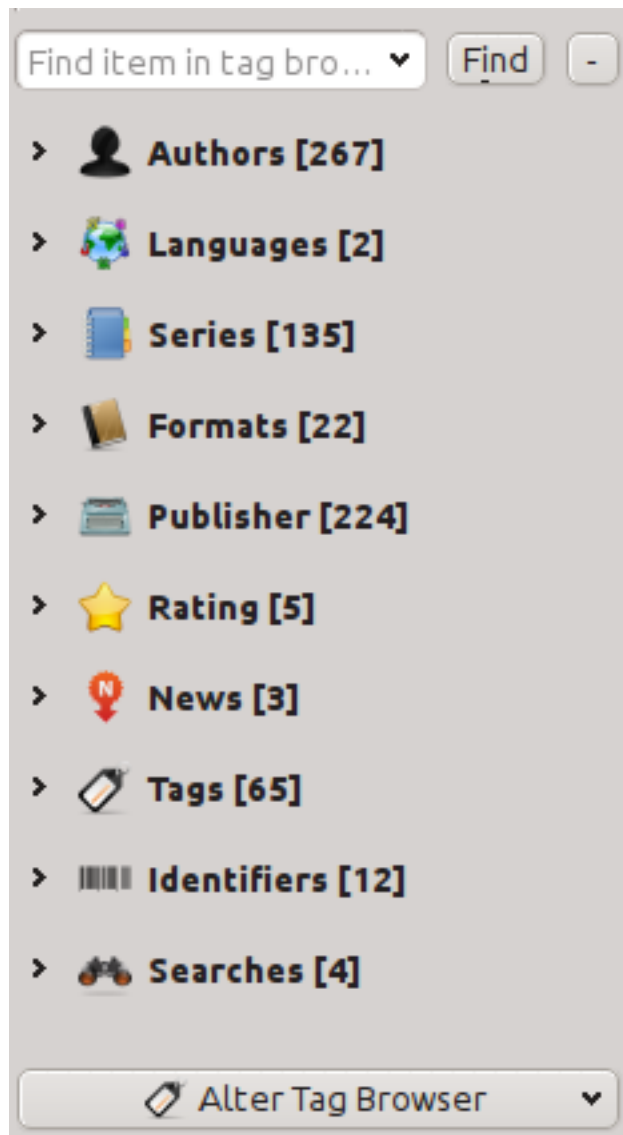 Find item in tag bro... Find -
Authors [267]
Languages [2]
Series [135]
Formats [22]
Publisher [224]
Rating [5]
N News [3]
Tags [65]
Identifiers [12]
Searches [4]
Alter Tag Browser